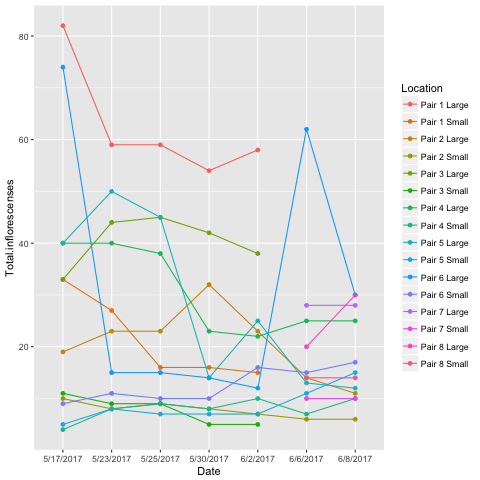 80
60
40
20
Total.inflorescenses
5/17/2017 5/23/2017 5/25/2017 5/30/2017 6/2/2017 6/6/2017 6/8/2017
Date
Location
Pair 1 Large
Pair 1 Small
Pair 2 Large
Pair 2 Small
Pair 3 Large
Pair 3 Small
Pair 4 Large
Pair 4 Small
Pair 5 Large
Pair 5 Small
Pair 6 Large
Pair 6 Small
Pair 7 Large
Pair 7 Small
Pair 8 Large
Pair 8 Small